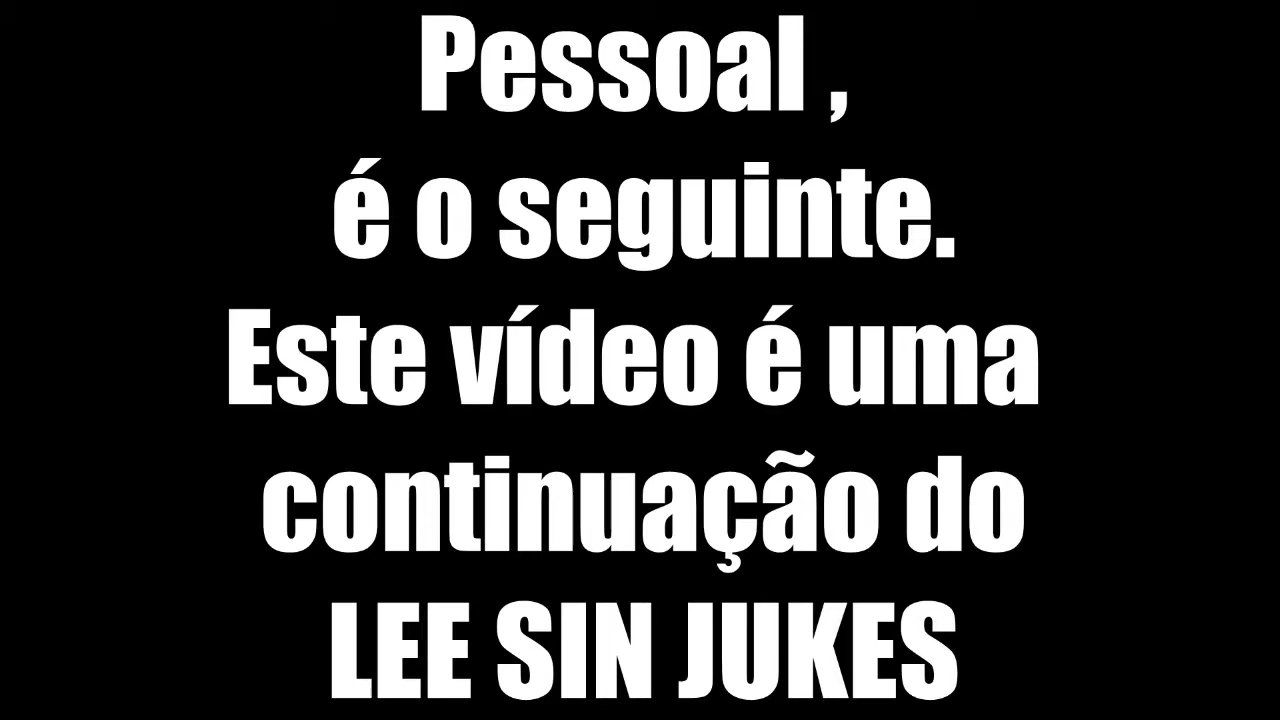 Pessoal ,
é o seguinte.
Este vídeo é uma
continuação do
LEE SIN JUKES